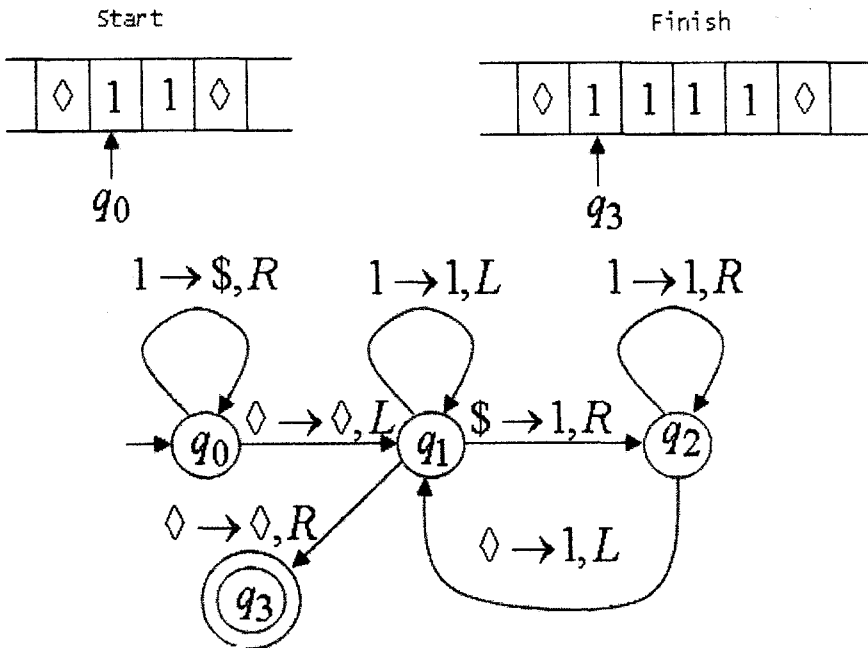 Start
Finish
◊ 1 1 ◊
◊ 1 1 1 1 ◊
q0
q3
1 → $, R
1 → 1, L
1 → 1, R
q0
◊ → ◊, L
q1
$ → 1, R
q2
◊ → ◊, R
◊ → 1, L
q3